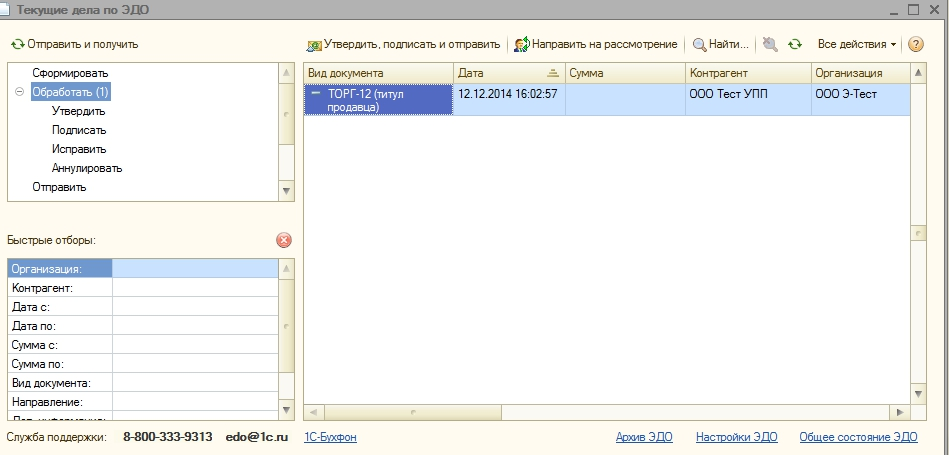 Текущие дела по ЭДО
Отправить и получить
Утвердить, подписать и отправить
Направить на рассмотрение
Найти...
Все действия
?
Сформировать
Обработать (1)
Утвердить
Подписать
Исправить
Аннулировать
Отправить
Вид документа Дата Сумма Контрагент Организация
ТОРГ-12 (титул 12.12.2014 16:02:57 ООО Тест УПП ООО Э-Тест
продавца)
Быстрые отборы:
Организация:
Контрагент:
Дата с:
Дата по:
Сумма с:
Сумма по:
Вид документа:
Направление:
Служба поддержки: 8-800-333-9313 edo@1c.ru 1С-Бухфон Архив ЭДО Настройки ЭДО Общее состояние ЭДО